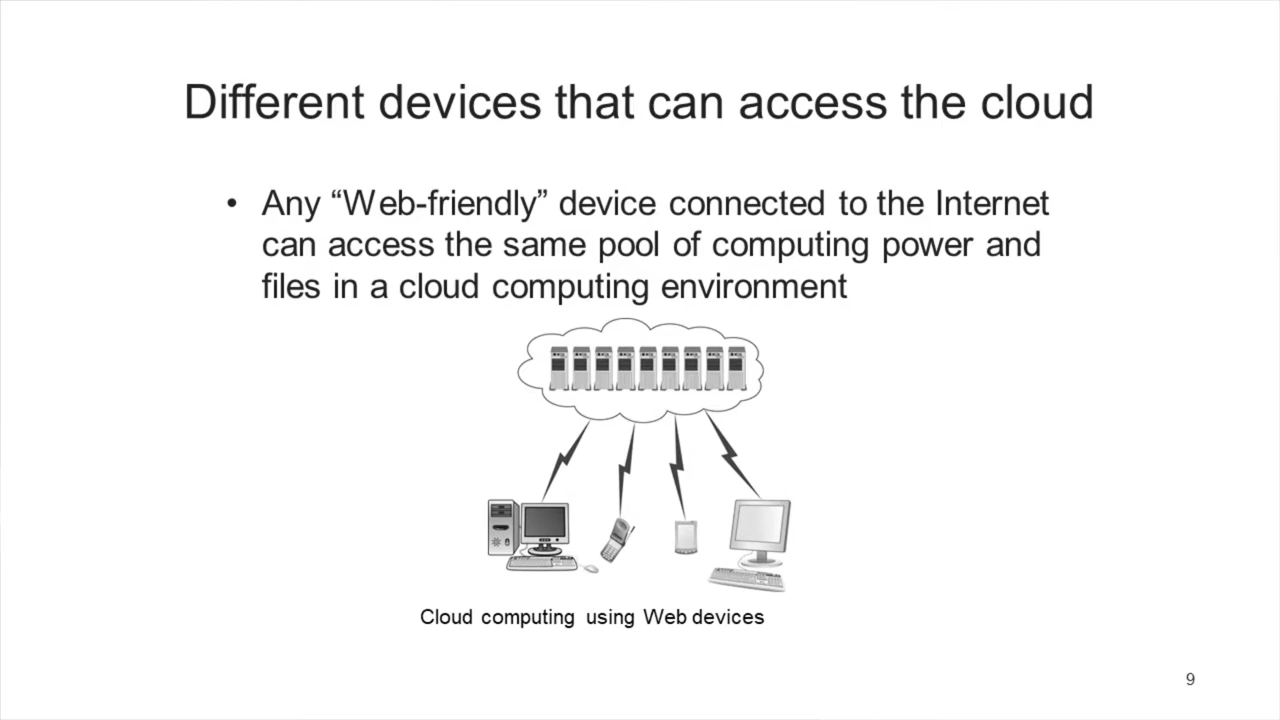 Different devices that can access the cloud
• Any “Web-friendly” device connected to the Internet
can access the same pool of computing power and
files in a cloud computing environment
Cloud computing using Web devices
9